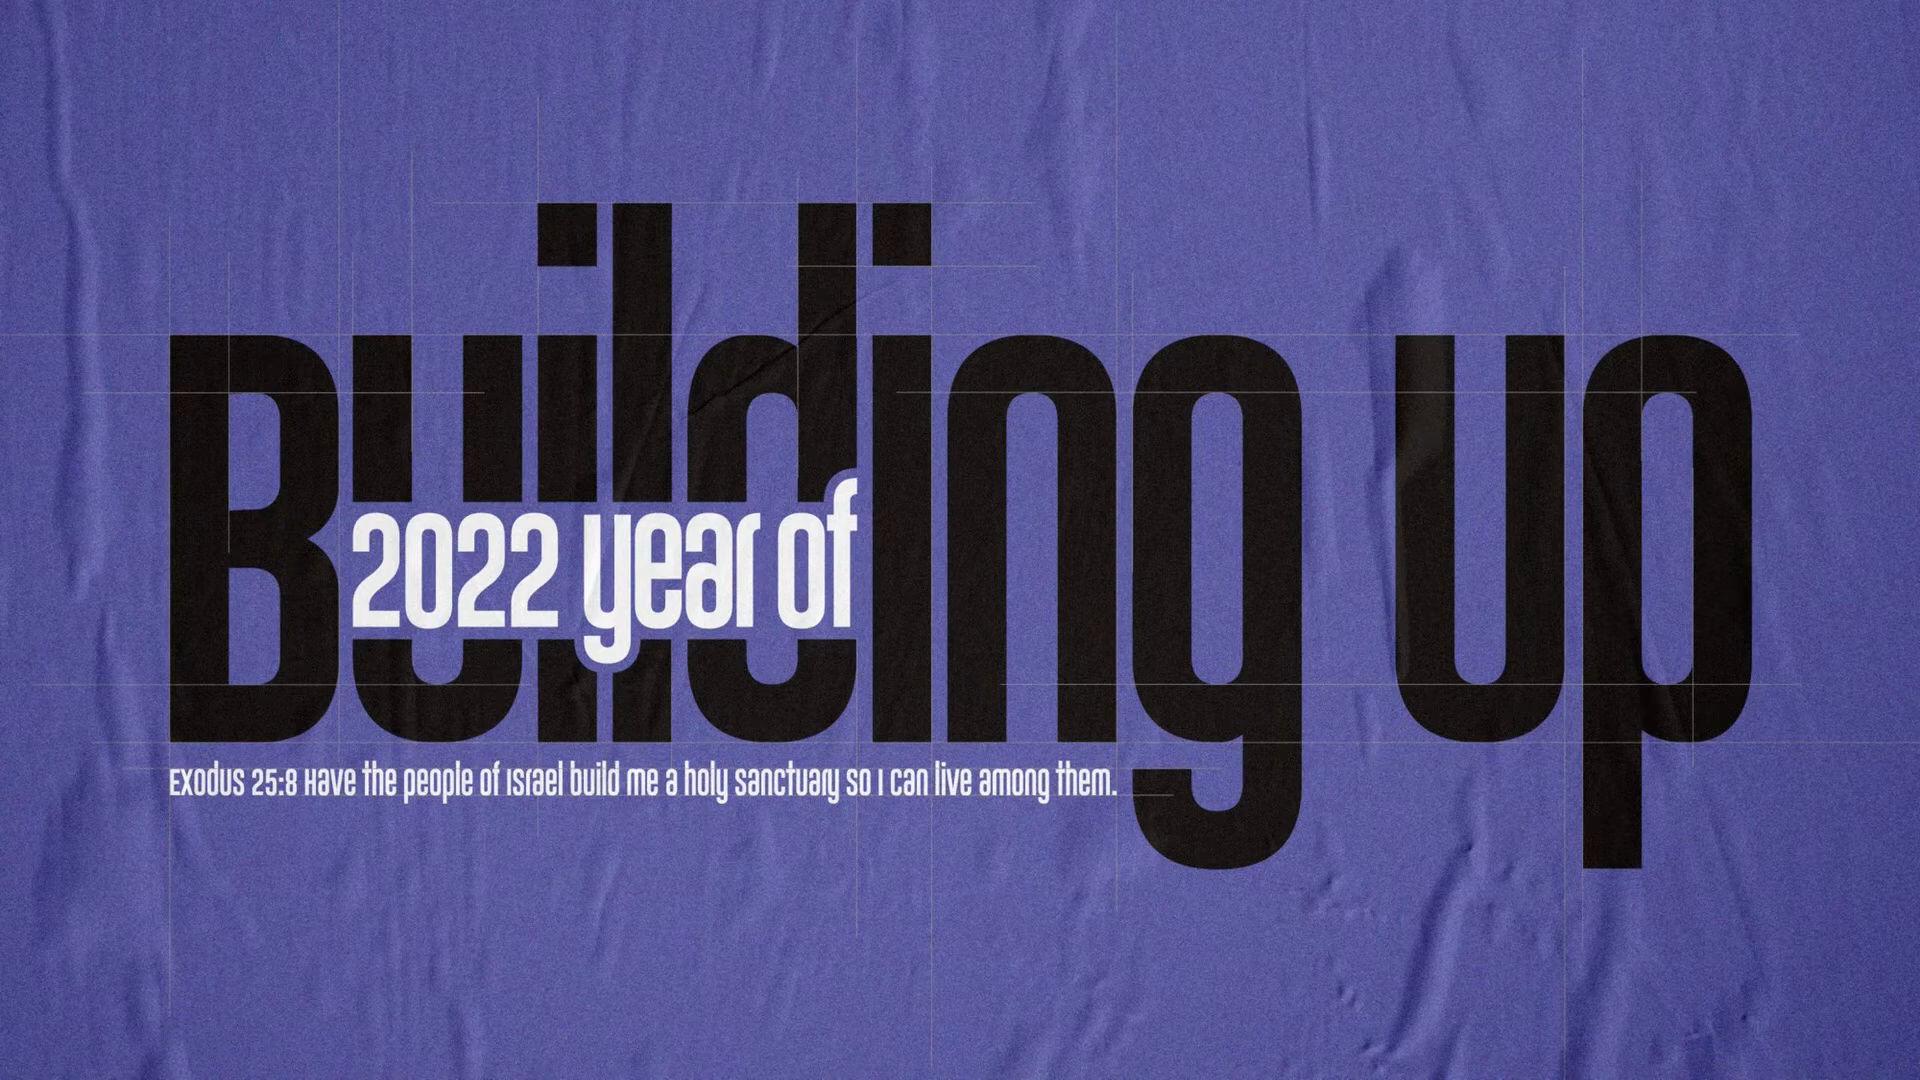 Building up
2022 year of
Exodus 25:8 Have the people of Israel build me a holy sanctuary so I can live among them.